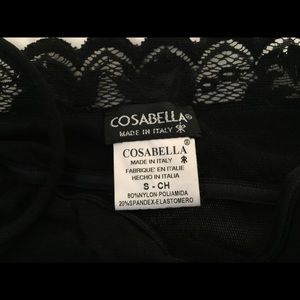 COSABELLA®
MADE IN ITALY
®
COSABELLA
MADE IN ITALY
FABRIQUE EN ITALIE
HECHO IN ITALIA
S - CH
80%NYLON-POLIAMIDA
20%SPANDEX-ELASTOMERO